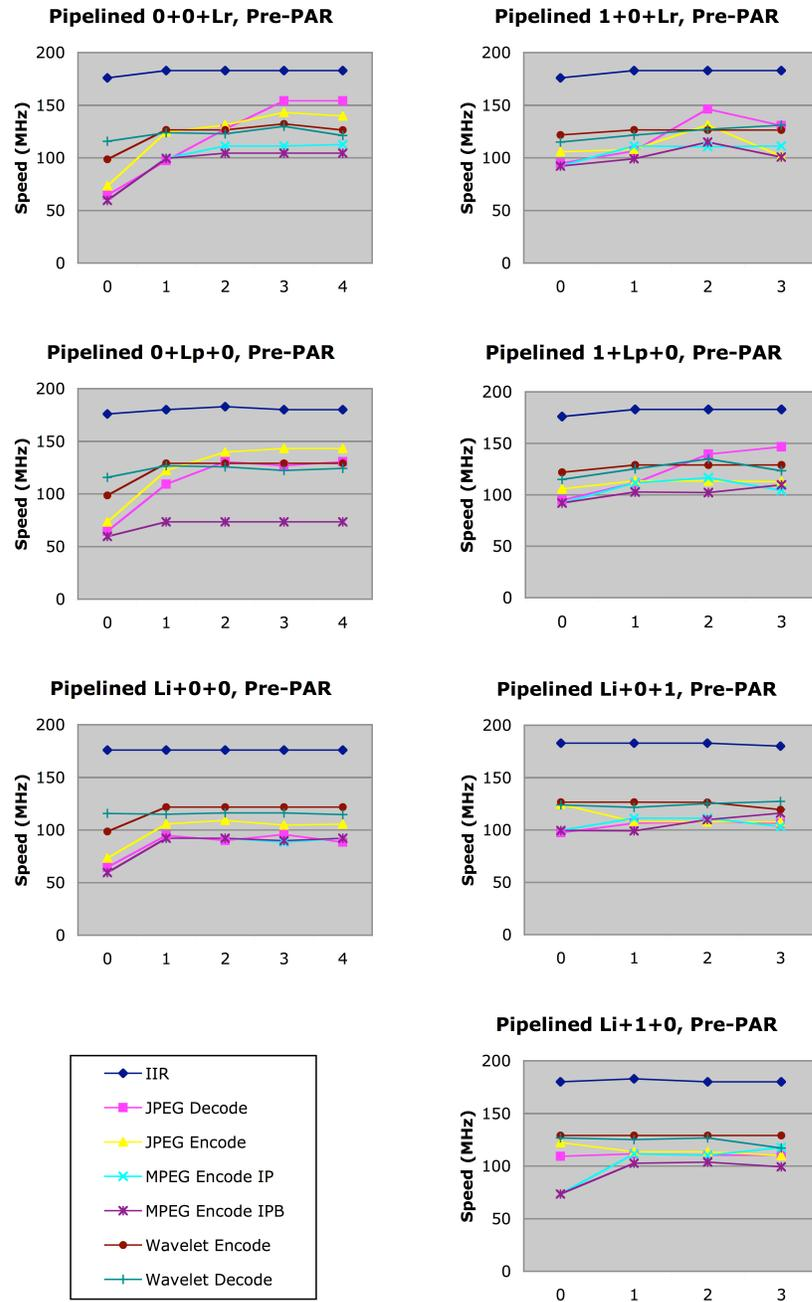 Pipelined 0+0+Lr, Pre-PAR
Speed (MHz)
200
150
100
50
0
0 1 2 3 4
Pipelined 1+0+Lr, Pre-PAR
Speed (MHz)
200
150
100
50
0
0 1 2 3
Pipelined 0+Lp+0, Pre-PAR
Speed (MHz)
200
150
100
50
0
0 1 2 3 4
Pipelined 1+Lp+0, Pre-PAR
Speed (MHz)
200
150
100
50
0
0 1 2 3
Pipelined Li+0+0, Pre-PAR
Speed (MHz)
200
150
100
50
0
0 1 2 3 4
Pipelined Li+0+1, Pre-PAR
Speed (MHz)
200
150
100
50
0
0 1 2 3
IIR
JPEG Decode
JPEG Encode
MPEG Encode IP
MPEG Encode IPB
Wavelet Encode
Wavelet Decode
Pipelined Li+1+0, Pre-PAR
Speed (MHz)
200
150
100
50
0
0 1 2 3